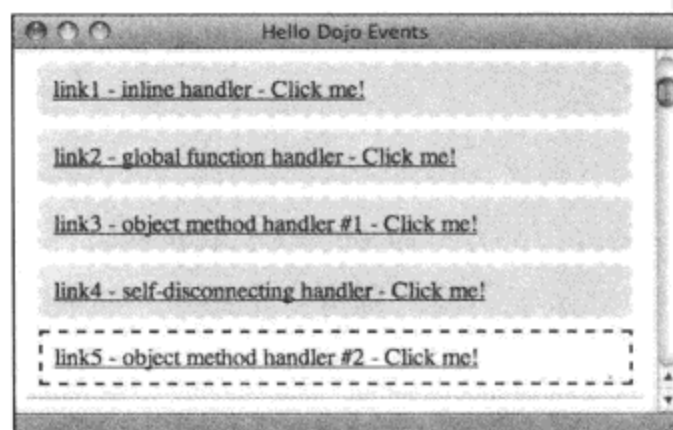 Hello Dojo Events
link1 - inline handler - Click me!
link2 - global function handler - Click me!
link3 - object method handler #1 - Click me!
link4 - self-disconnecting handler - Click me!
link5 - object method handler #2 - Click me!